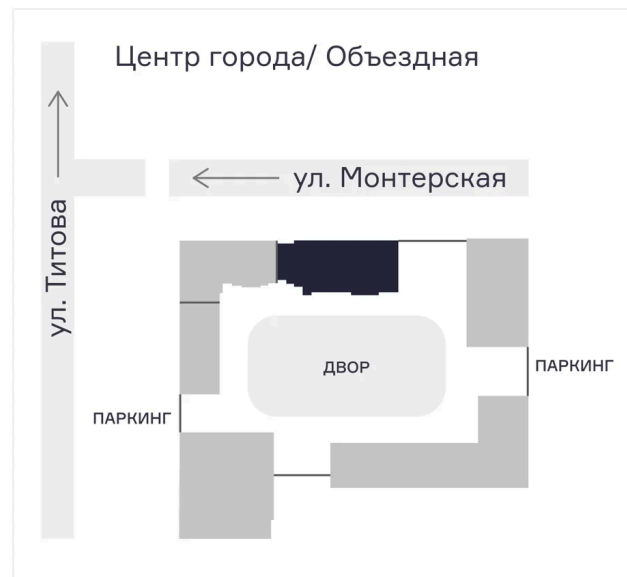 Центр города/ Объездная
ул. Монтерская
ул. Титова
ДВОР
ПАРКИНГ
ПАРКИНГ